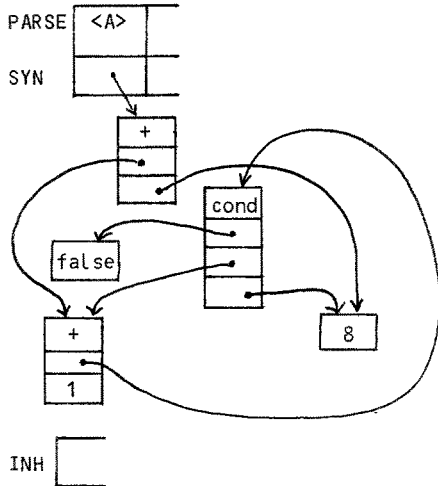 PARSE <A>
SYN
+
cond
false
+
8
1
INH